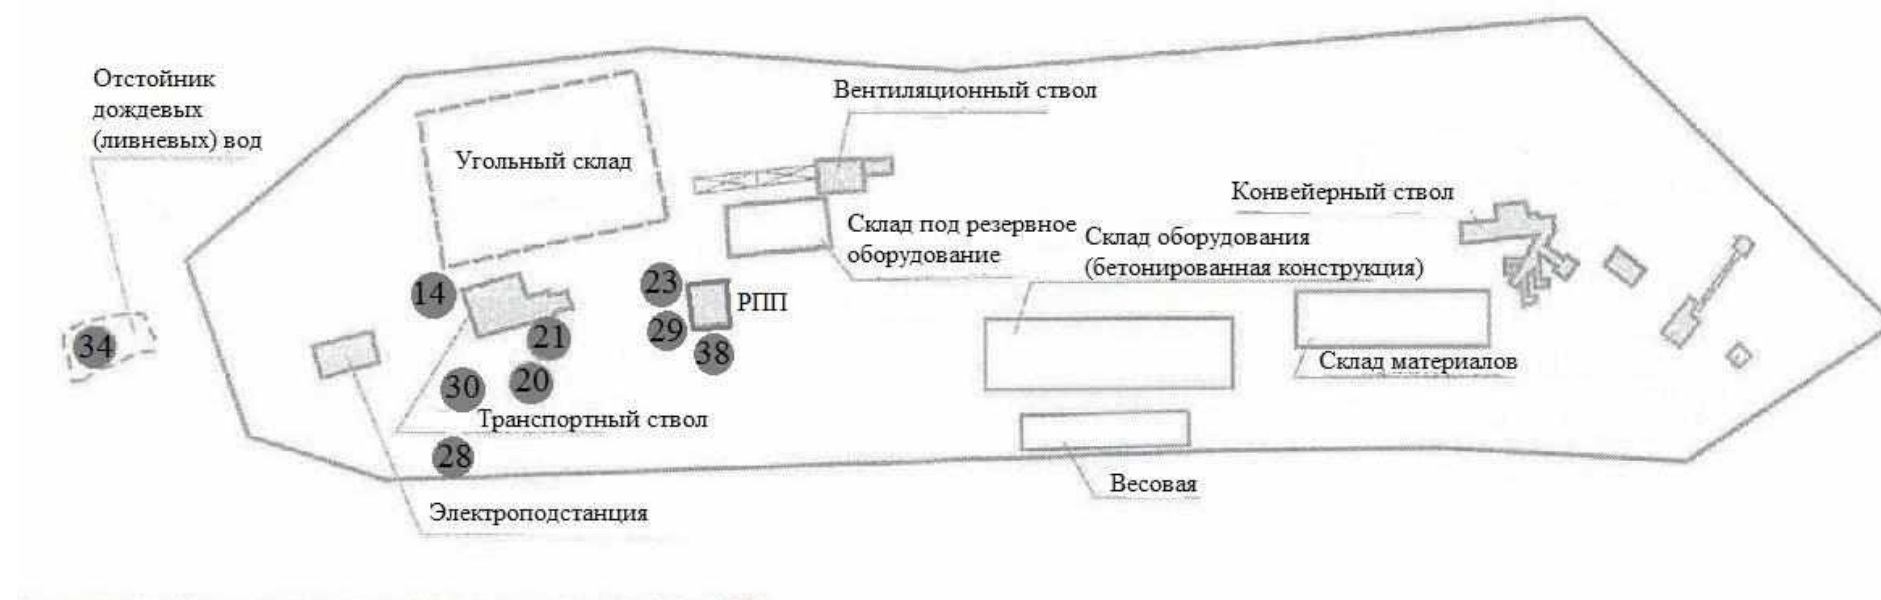 Отстойник
дождевых
(ливневых) вод
Вентиляционный ствол
Угольный склад
Конвейерный ствол
Склад под резервное
оборудование
Склад оборудования
(бетонированная конструкция)
14
23
РПП
29
21
38
34
30
20
Склад материалов
Транспортный ствол
28
Весовая
Электроподстанция